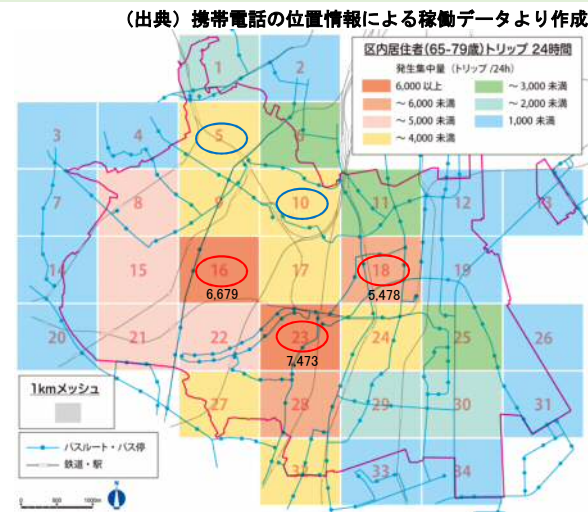 （出典）携帯電話の位置情報による稼働データより作成
区内居住者(65-79歳)トリップ 24時間
発生集中量（トリップ /24h）
6,000 以上
～ 6,000 未満
～ 5,000 未満
～ 4,000 未満
～ 3,000 未満
～ 2,000 未満
1,000 未満
1 2
3 4 5 6
7 8 9 10 11 12 13
14 15 16 17 18 19
6,679 5,478
20 21 22 23 24 25 26
7,473
27 28 29 30 31
32 33 34
1kmメッシュ
バスルート・バス停
鉄道・駅
0 500 1000m
N